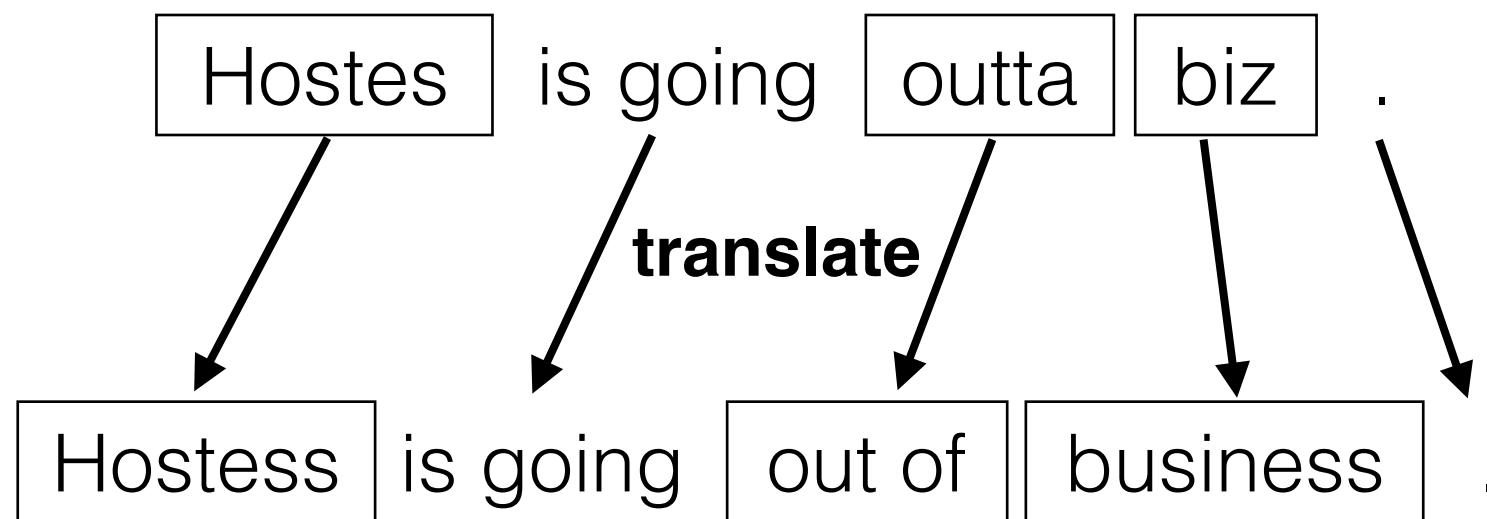 Hostes is going outta biz .
translate
Hostess is going out of business .